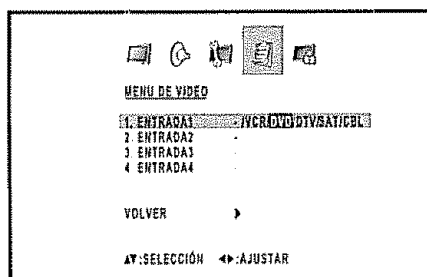 MENU DE VIDEO
1. ENTRADA1 - /VCR/DVD/DTV/SAT/CBL
2. ENTRADA2 -
3. ENTRADA3 -
4. ENTRADA4 -
VOLVER
▲▼:SELECCIÓN ◀▶:AJUSTAR